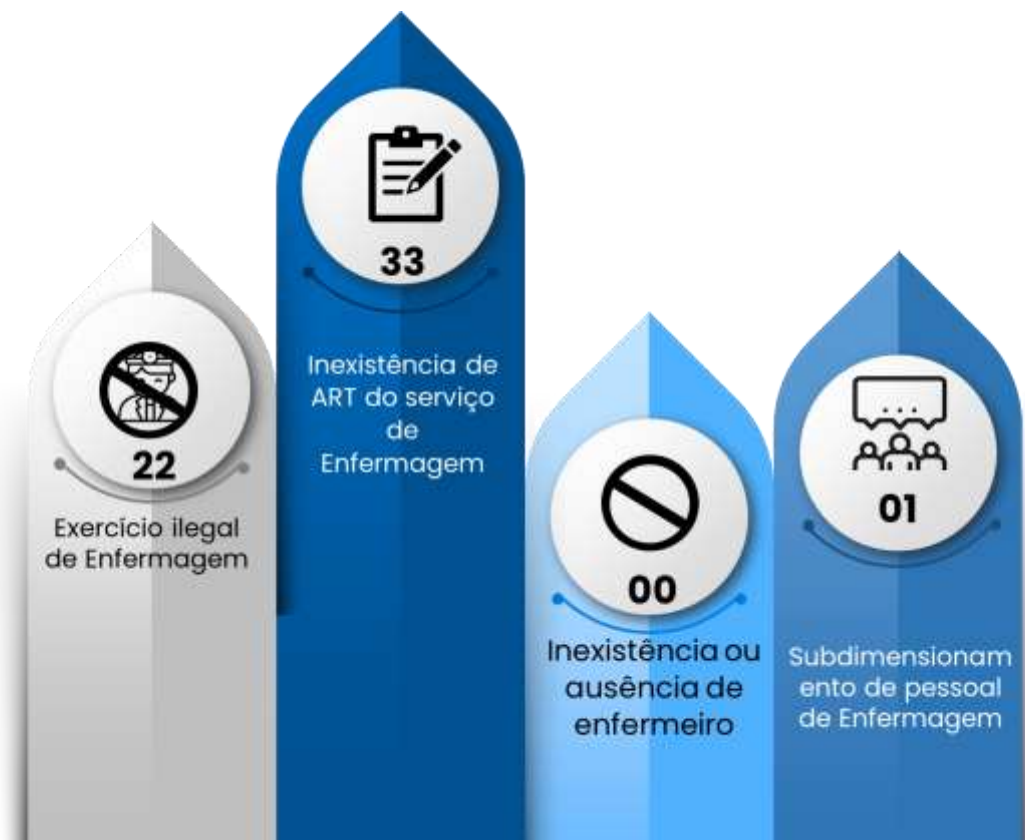 22
Exercício ilegal
de Enfermagem
33
Inexistência de
ART do serviço
de
Enfermagem
00
Inexistência ou
ausência de
enfermeiro
01
Subdimensionam
ento de pessoal
de Enfermagem